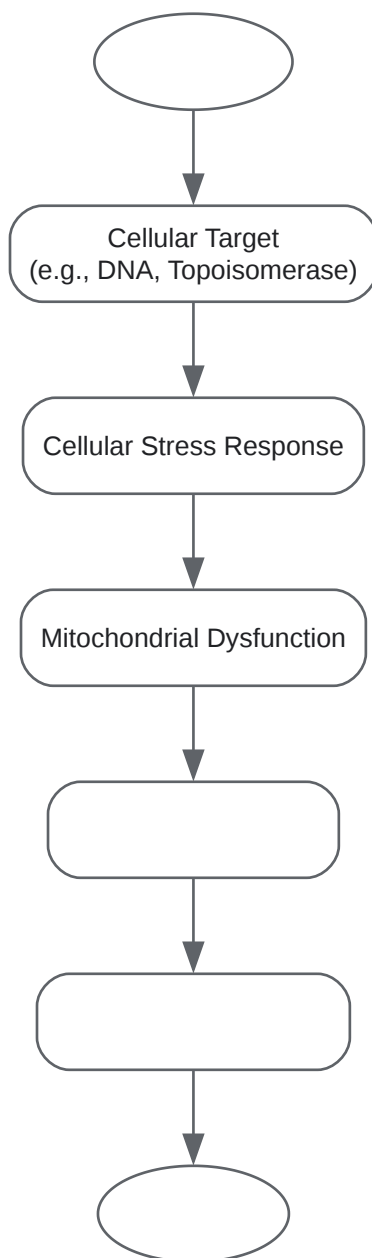 Cellular Target
(e.g., DNA, Topoisomerase)
Cellular Stress Response
Mitochondrial Dysfunction